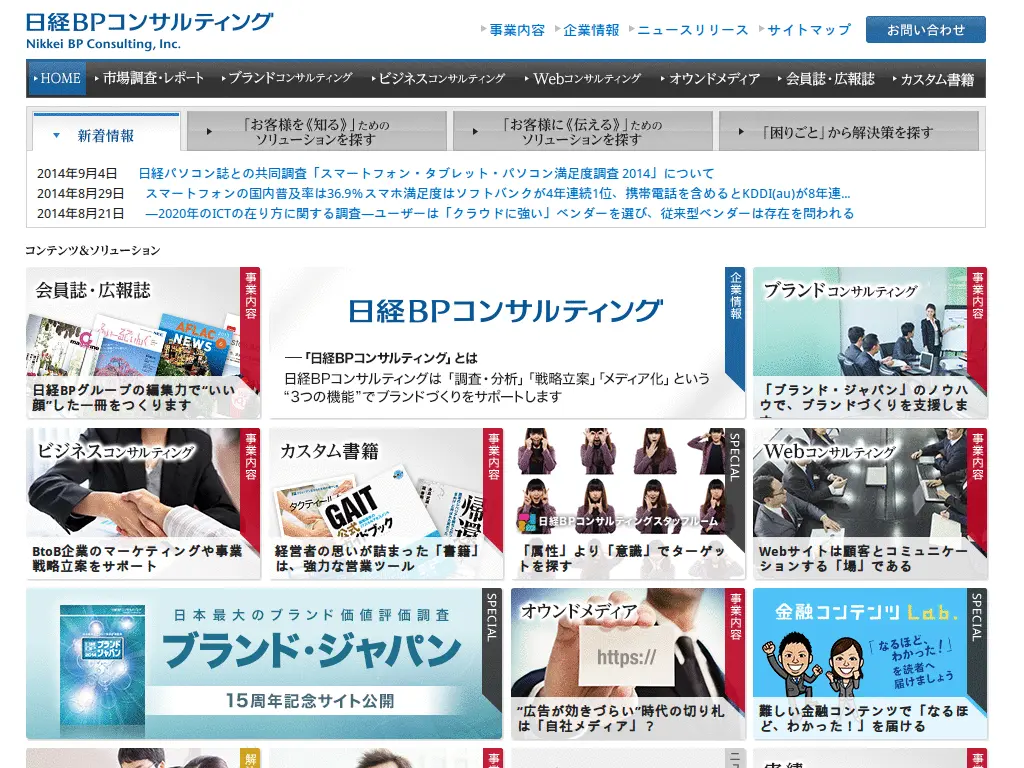 日経BPコンサルティング
Nikkei BP Consulting, Inc.
事業内容 企業情報 ニュースリリース サイトマップ お問い合わせ
HOME 市場調査・レポート ブランドコンサルティング ビジネスコンサルティング Webコンサルティング オウンドメディア 会員誌・広報誌 カスタム書籍
新着情報
「お客様を《知る》」ための
ソリューションを探す
「お客様に《伝える》」ための
ソリューションを探す
「困りごと」から解決策を探す
2014年9月4日 日経パソコン誌との共同調査「スマートフォン・タブレット・パソコン満足度調査 2014」について
2014年8月29日 スマートフォンの国内普及率は36.9% スマホ満足度はソフトバンクが4年連続1位、携帯電話を含めるとKDDI(au)が8年連...
2014年8月21日 ―2020年のICTの在り方に関する調査―ユーザーは「クラウドに強い」ベンダーを選び、従来型ベンダーは存在を問われる
コンテンツ&ソリューション
会員誌・広報誌
事業内容
AFLAC
NEWS
日経BPグループの編集力で“いい
顔”した一冊をつくります
日経BPコンサルティング
企業情報
―「日経BPコンサルティング」とは
日経BPコンサルティングは「調査・分析」「戦略立案」「メディア化」という
“３つの機能”でブランドづくりをサポートします
ブランドコンサルティング
事業内容
「ブランド・ジャパン」のノウハ
ウで、ブランドづくりを支援しま
ビジネスコンサルティング
事業内容
BtoB企業のマーケティングや事業
戦略立案をサポート
カスタム書籍
事業内容
GAIT
経営者の思いが詰まった「書籍」
は、強力な営業ツール
SPECIAL
日経BPコンサルティングスタッフルーム
「属性」より「意識」でターゲッ
トを探す
Webコンサルティング
事業内容
Webサイトは顧客とコミュニケー
ションする「場」である
日本最大のブランド価値評価調査
ブランド・ジャパン
15周年記念サイト公開
SPECIAL
オウンドメディア
事業内容
https://
“広告が効きづらい”時代の切り札
は「自社メディア」？
金融コンテンツ Lab.
SPECIAL
「なるほど、
わかった！」
を読者へ
届けましょう
難しい金融コンテンツで「なるほ
ど、わかった！」を届ける